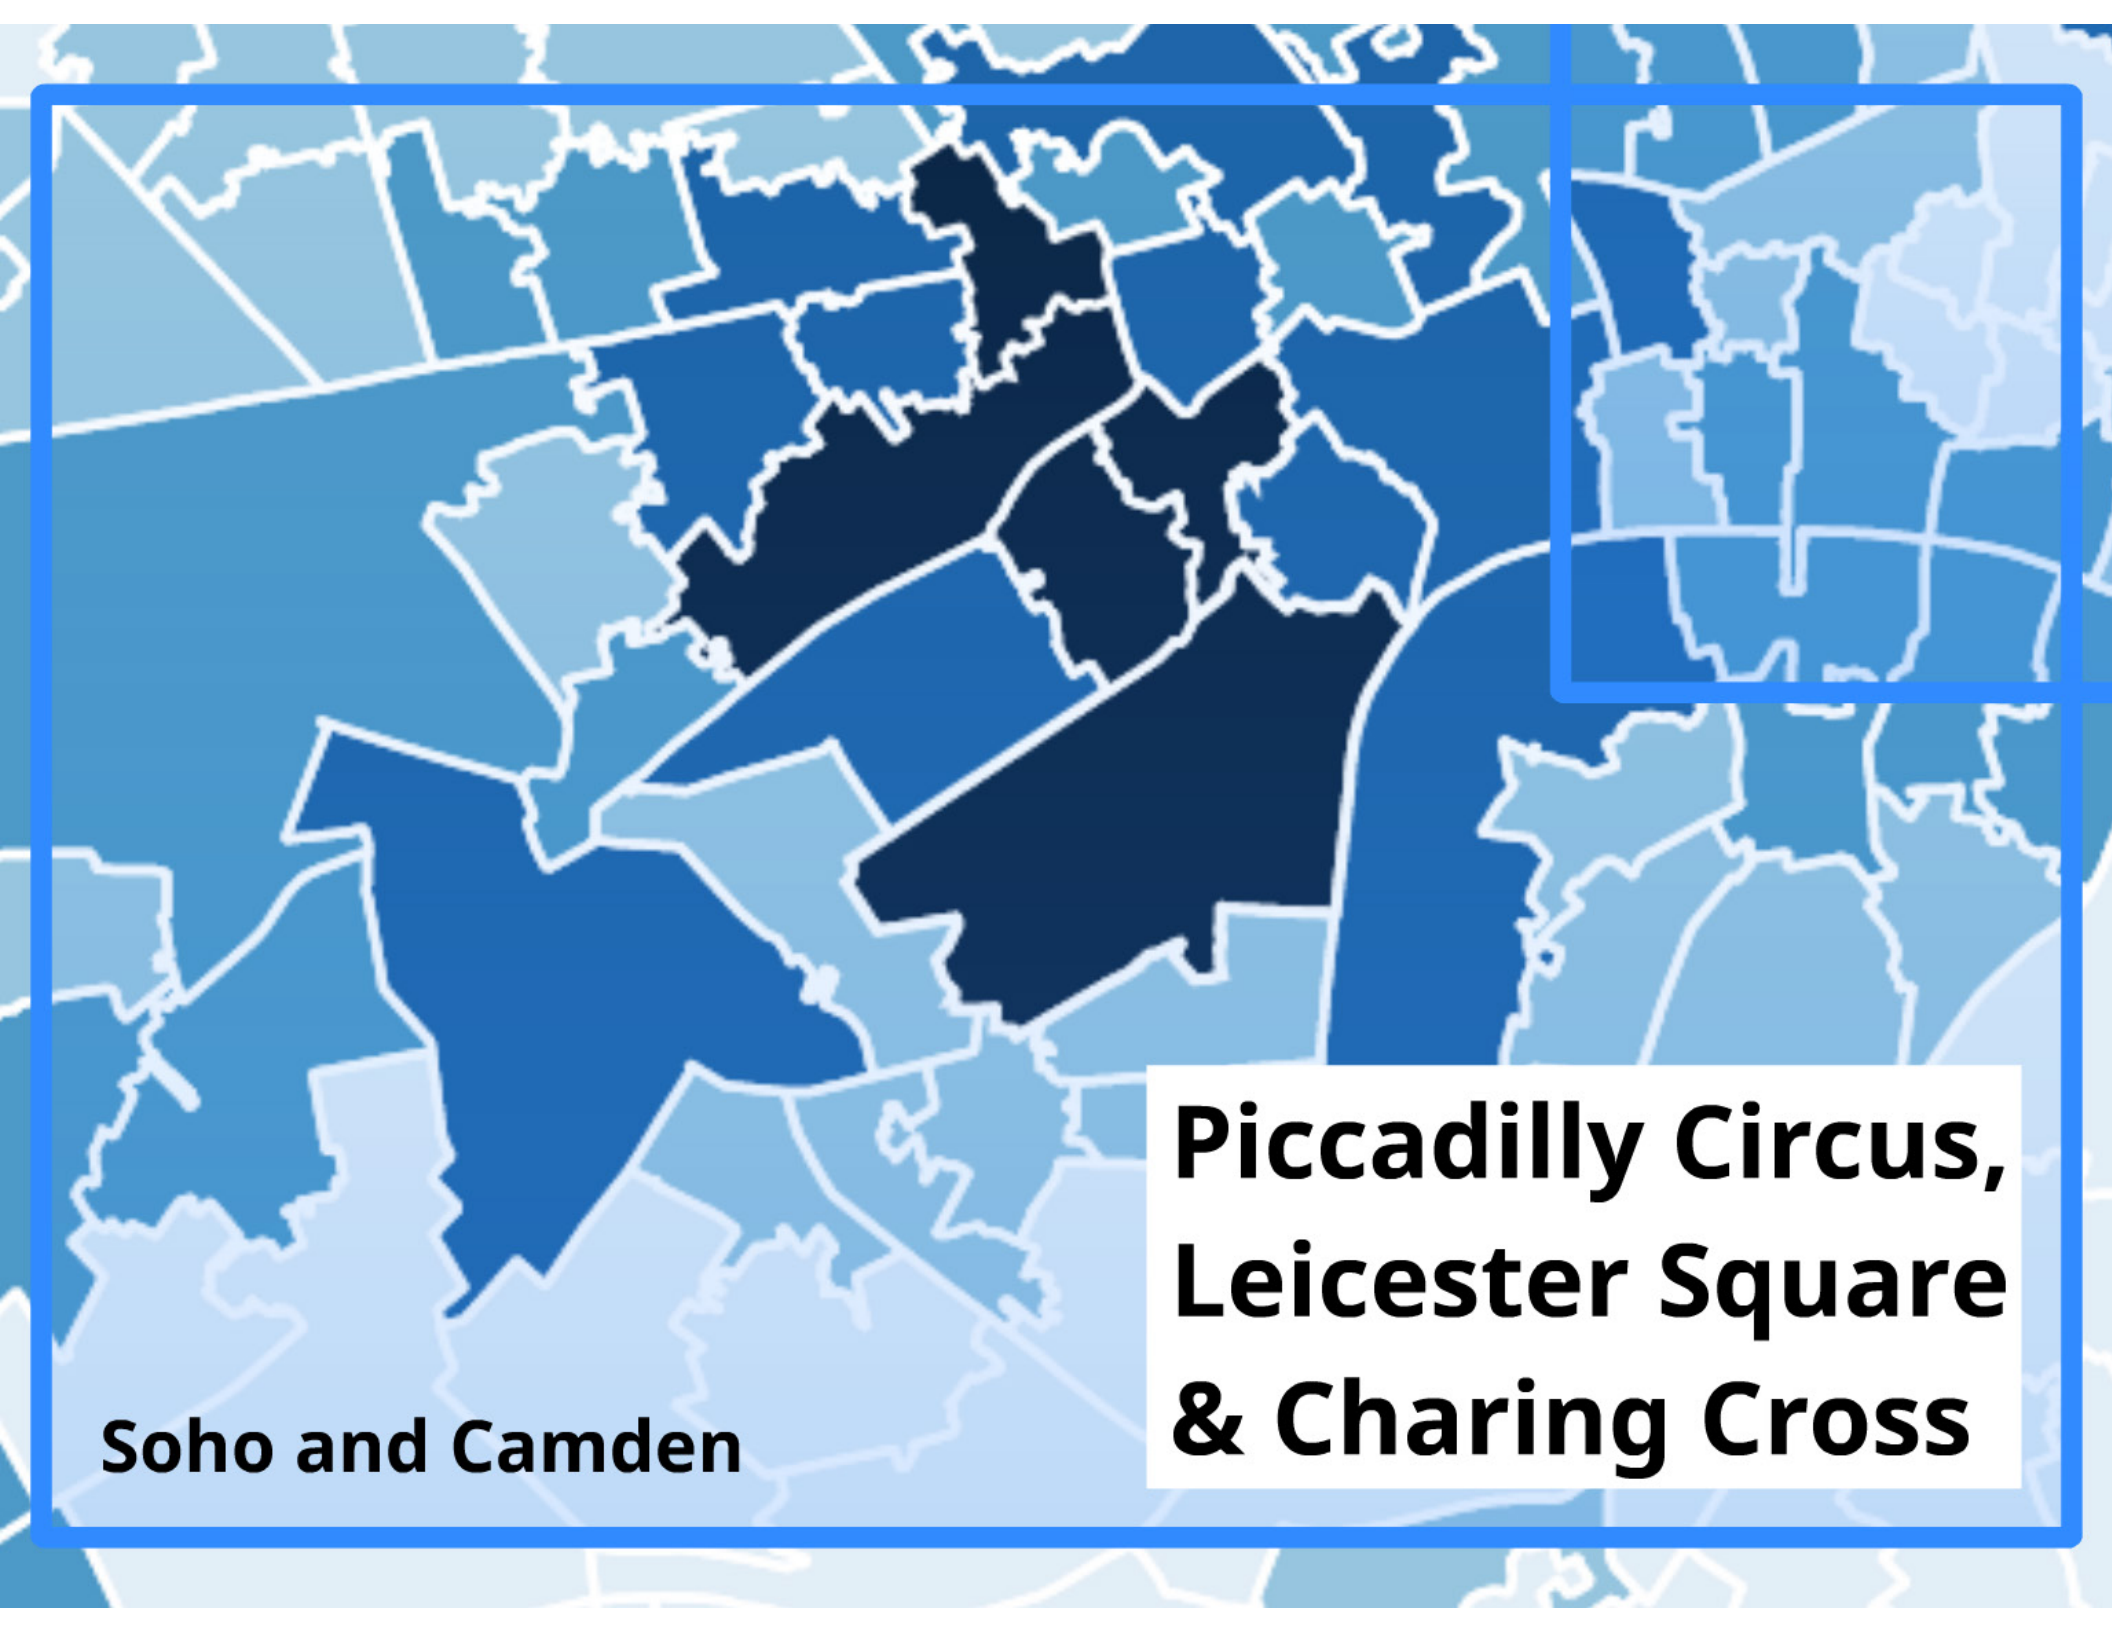 Piccadilly Circus,
Leicester Square
& Charing Cross
Soho and Camden